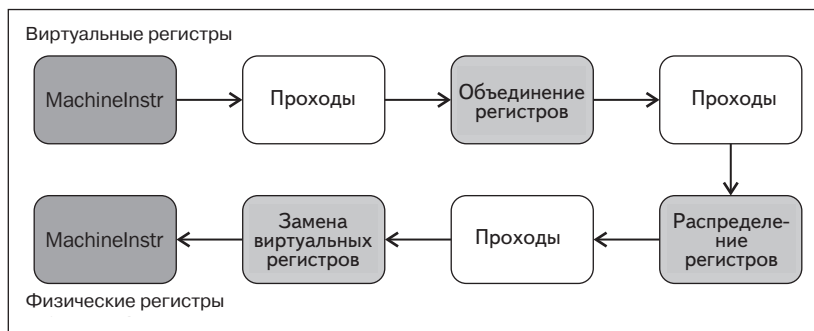 Виртуальные регистры
MachineInstr
Проходы
Объединение
регистров
Проходы
MachineInstr
Замена
виртуальных
регистров
Проходы
Распределе-
ние
регистров
Физические регистры